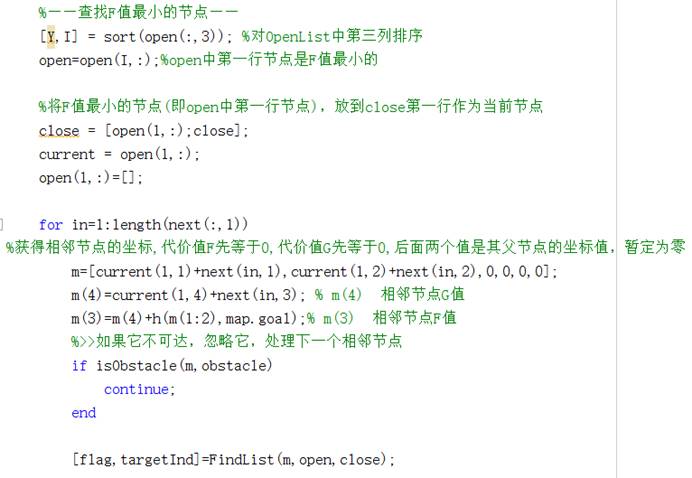 %——查找F值最小的节点——
[Y,I] = sort(open(:,3)); %对OpenList中第三列排序
open=open(I,:);%open中第一行节点是F值最小的
%将F值最小的节点(即open中第一行节点), 放到close第一行作为当前节点
close = [open(1,:);close];
current = open(1,:);
open(1,:)=[];
for in=1:length(next(:,1))
%获得相邻节点的坐标,代价值F先等于0,代价值G先等于0,后面两个值是其父节点的坐标值, 暂定为零
m=[current(1,1)+next(in,1),current(1,2)+next(in,2),0,0,0,0];
m(4)=current(1,4)+next(in,3); % m(4) 相邻节点G值
m(3)=m(4)+h(m(1:2),map.goal);% m(3) 相邻节点F值
%>>如果它不可达, 忽略它, 处理下一个相邻节点
if isObstacle(m,obstacle)
continue;
end
[flag,targetInd]=FindList(m,open,close);